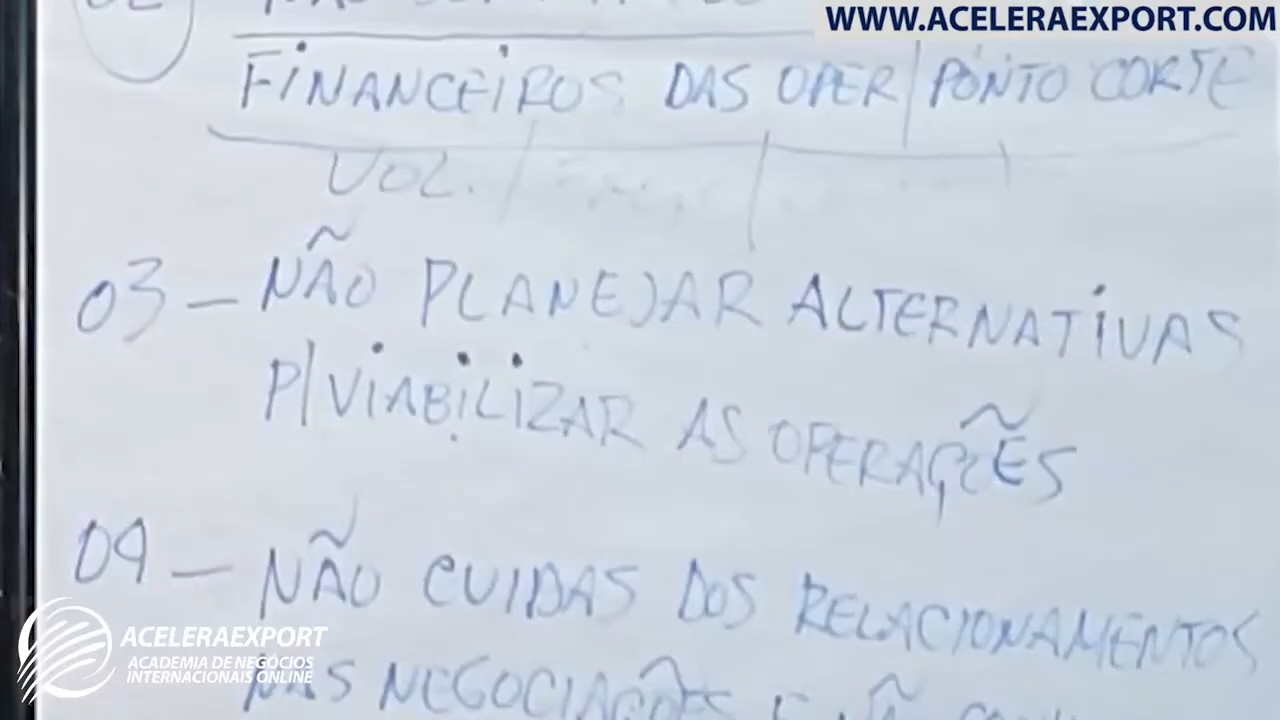 WWW.ACELERAEXPORT.COM
FINANCEIROS DAS OPER/PONTO CORTE
VOL.
03 - NÃO PLANEJAR ALTERNATIVAS
P/VIABILIZAR AS OPERAÇÕES
04 - NÃO CUIDAS DOS RELACIONAMENTOS
NAS NEGOCIAÇÕES E Ñ
ACELERAEXPORT
ACADEMIA DE NEGÓCIOS
INTERNACIONAIS ONLINE